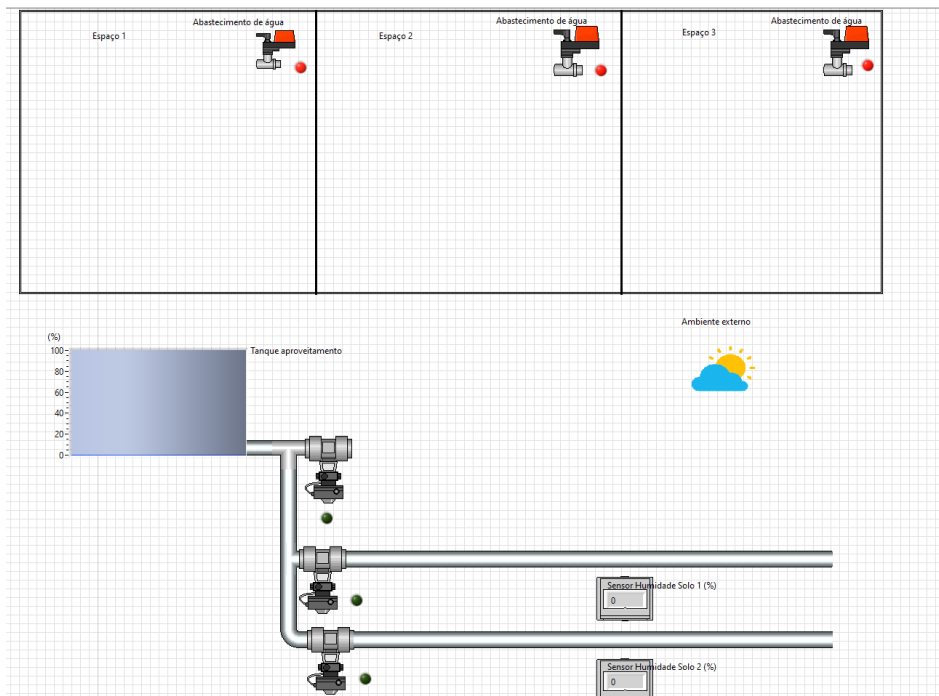 Abastecimento de água
Espaço 1
Abastecimento de água
Espaço 2
Abastecimento de água
Espaço 3
Ambiente externo
(%)
Tanque aproveitamento
100
80
60
40
20
0
Sensor Humidade Solo 1 (%)
0
Sensor Humidade Solo 2 (%)
0